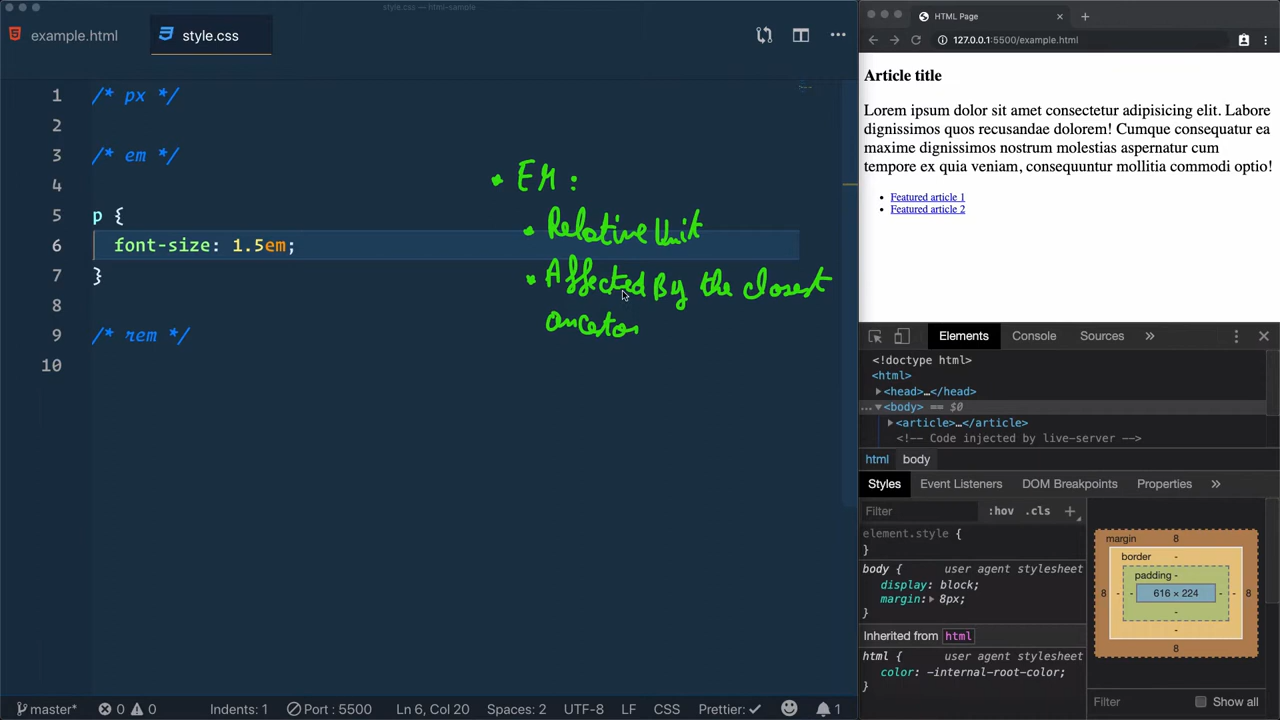 style.css — html-sample
example.html
style.css
1 /* px */
2
3 /* em */
4
5 p {
6 font-size: 1.5em;
7 }
8
9 /* rem */
10
• EM :
• Relative Unit
• Affected By the closest
ancestor
master* 0 0 Indents: 1 Port : 5500 Ln 6, Col 20 Spaces: 2 UTF-8 LF CSS Prettier: ✓ 1
HTML Page
127.0.0.1:5500/example.html
Article title
Lorem ipsum dolor sit amet consectetur adipisicing elit. Labore
dignissimos quos recusandae dolorem! Cumque consequatur ea
maxime dignissimos nostrum molestias aspernatur cum
tempore ex quia veniam, consequuntur mollitia commodi optio!
• Featured article 1
• Featured article 2
Elements Console Sources »
<!doctype html>
<html>
<head>…</head>
… <body> == $0
<article>…</article>
<!-- Code injected by live-server -->
html body
Styles Event Listeners DOM Breakpoints Properties »
Filter :hov .cls +
element.style {
}
body { user agent stylesheet
display: block;
margin: 8px;
}
Inherited from html
html { user agent stylesheet
color: -internal-root-color;
}
margin 8
border -
padding -
8 - - 616 × 224 - - 8
-
-
8
Filter Show all